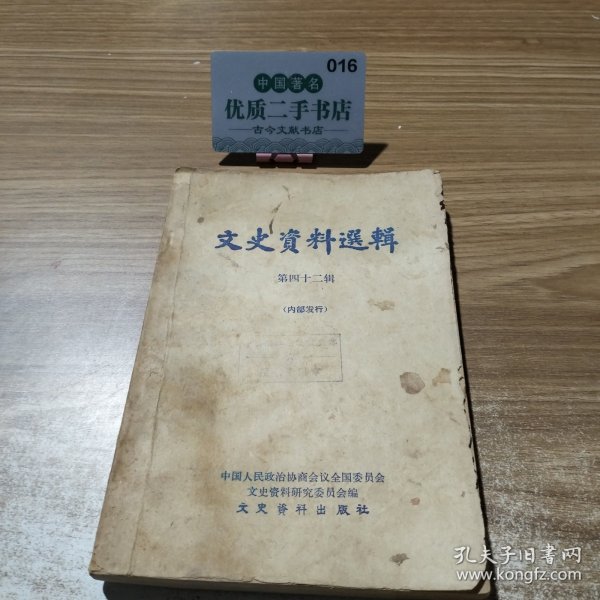 016
中国著名
优质二手书店
古今文献书店
文史資料選輯
第四十二辑
(内部发行)
中国人民政治协商会议全国委员会
文史资料研究委员会編
文史資料出版社
孔夫子旧书网
www.kongfz.com